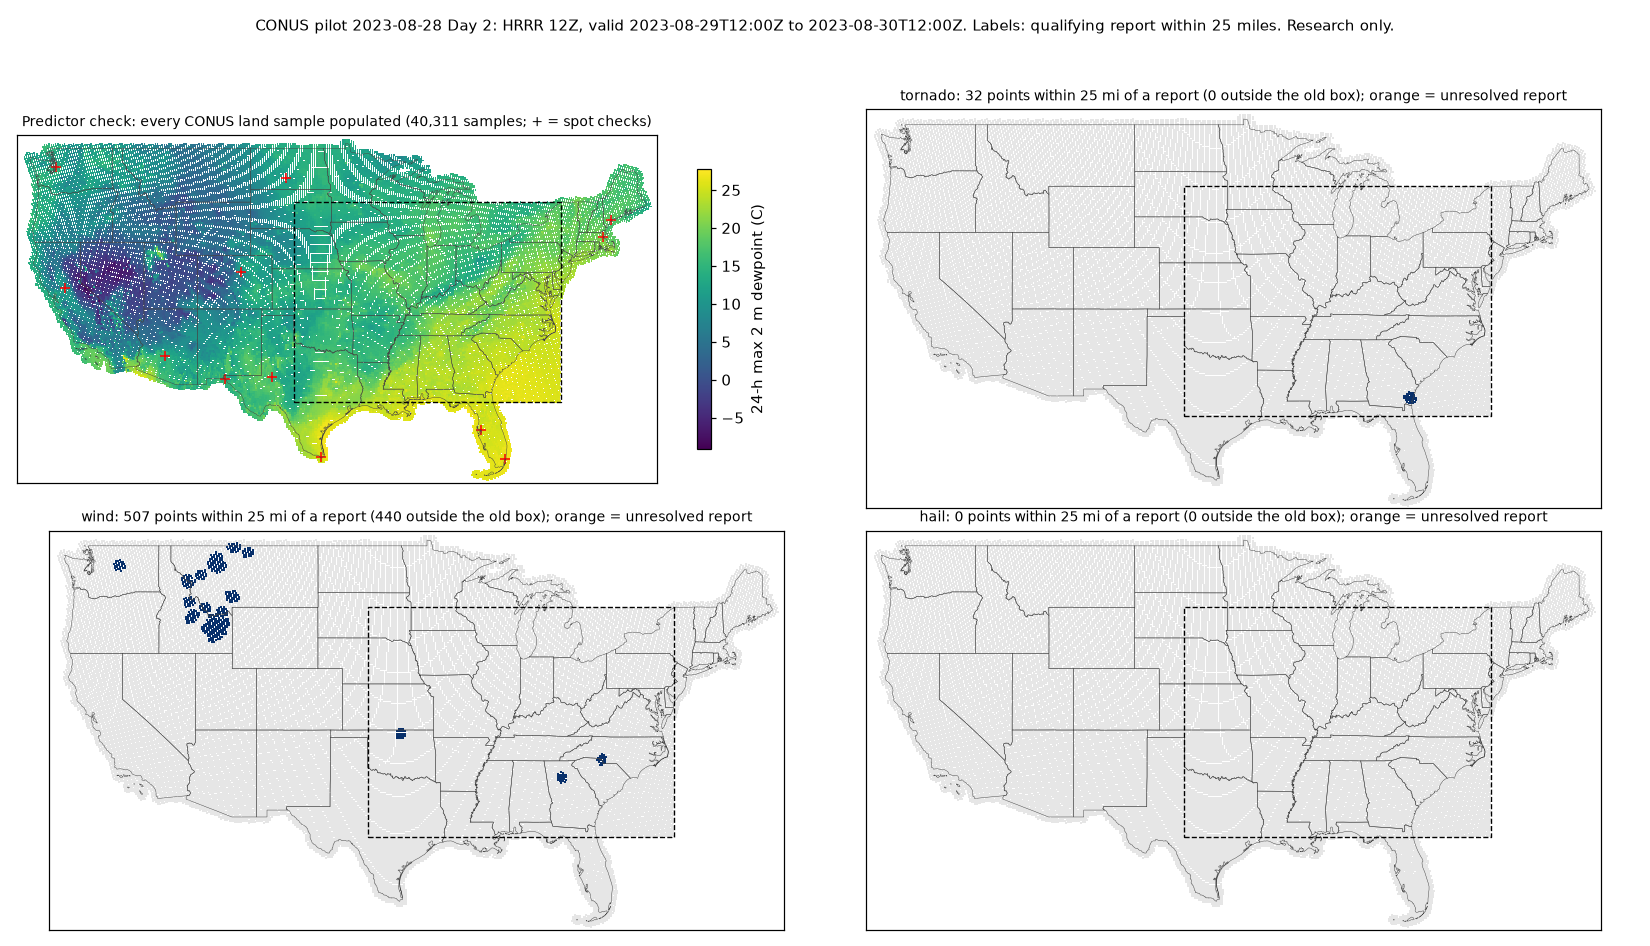 CONUS pilot 2023-08-28 Day 2: HRRR 12Z, valid 2023-08-29T12:00Z to 2023-08-30T12:00Z. Labels: qualifying report within 25 miles. Research only.
Predictor check: every CONUS land sample populated (40,311 samples; + = spot checks)
25
20
15
10
5
0
−5
24-h max 2 m dewpoint (C)
tornado: 32 points within 25 mi of a report (0 outside the old box); orange = unresolved report
wind: 507 points within 25 mi of a report (440 outside the old box); orange = unresolved report
hail: 0 points within 25 mi of a report (0 outside the old box); orange = unresolved report